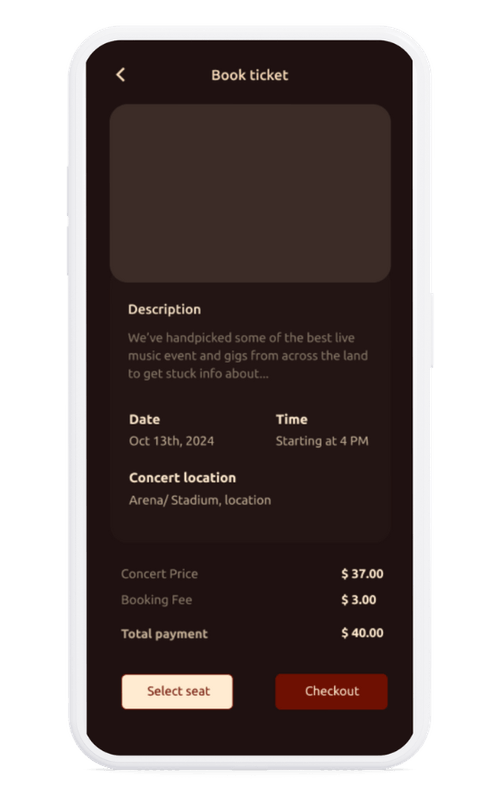 Book ticket
Description
We've handpicked some of the best live
music event and gigs from across the land
to get stuck info about...
Date Time
Oct 13th, 2024 Starting at 4 PM
Concert location
Arena/ Stadium, location
Concert Price $ 37.00
Booking Fee $ 3.00
Total payment $ 40.00
Select seat Checkout